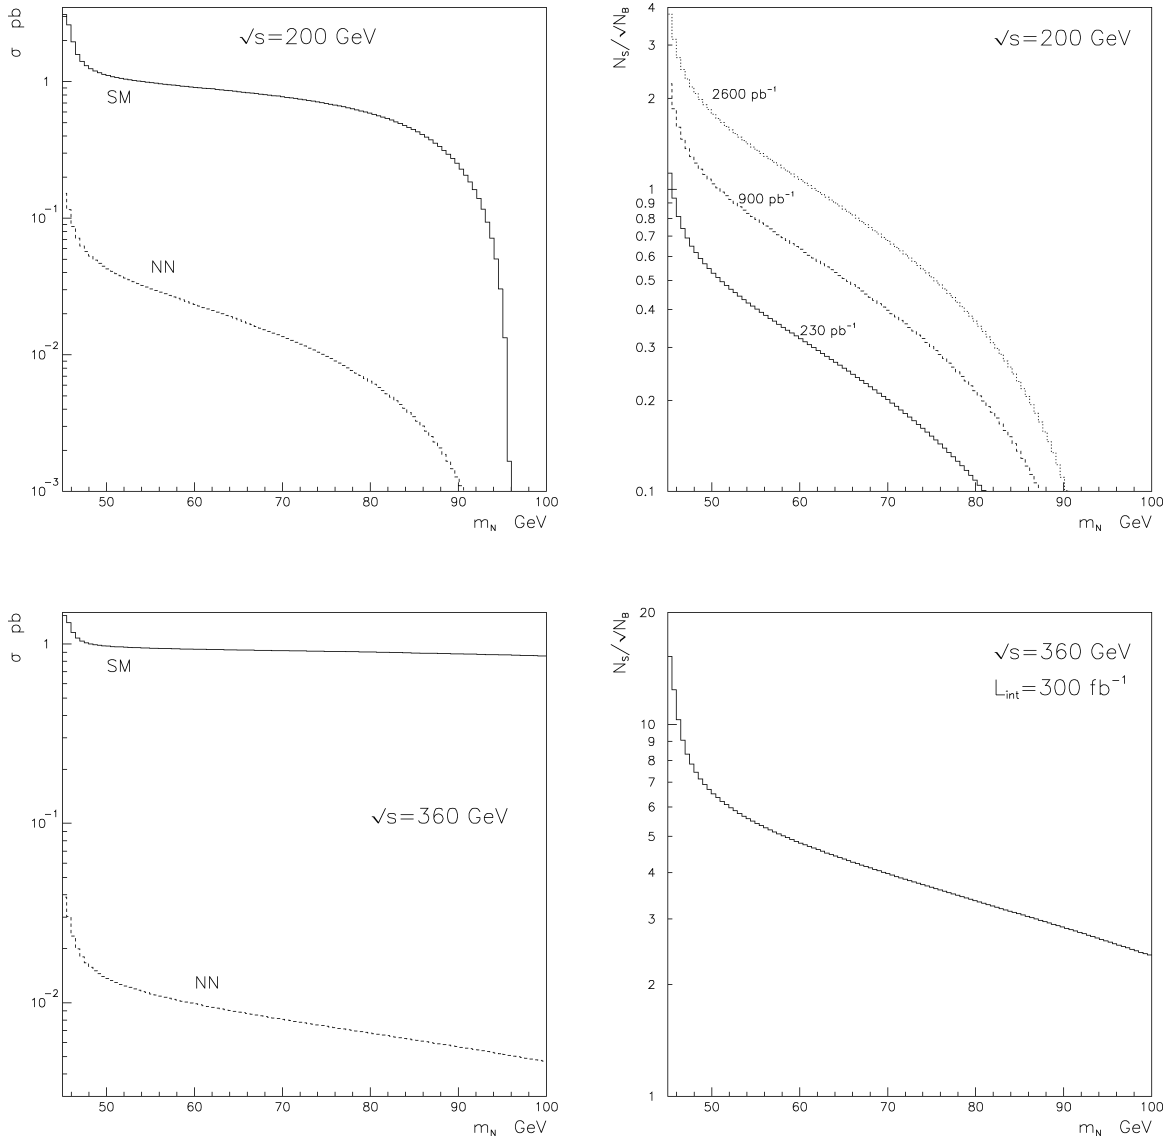 σ pb
√s=200 GeV
1
SM
10⁻¹
NN
10⁻²
10⁻³
50 60 70 80 90 100
m_N GeV
N_S/√N_B
√s=200 GeV
4
3
2600 pb⁻¹
2
1
0.9
900 pb⁻¹
0.8
0.7
0.6
0.5
0.4
230 pb⁻¹
0.3
0.2
0.1
50 60 70 80 90 100
m_N GeV
σ pb
1
SM
√s=360 GeV
10⁻¹
NN
10⁻²
50 60 70 80 90 100
m_N GeV
N_S/√N_B
20
√s=360 GeV
L_int=300 fb⁻¹
10
9
8
7
6
5
4
3
2
1
50 60 70 80 90 100
m_N GeV